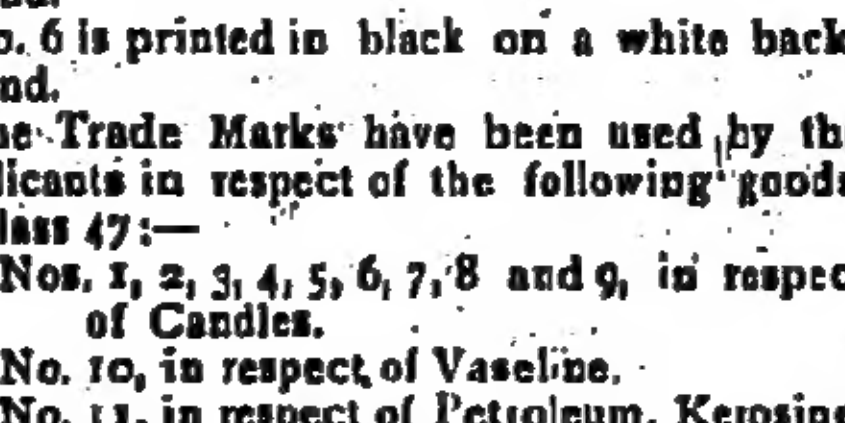 o. 6 is printed in black on a white back
nd.
e Trade Marks have been used by th
licants in respect of the following goods
lass 47:—
Nos. 1, 2, 3, 4, 5, 6, 7, 8 and 9, in respec
of Candles.
No. 10, in respect of Vaseline.
No. 11, in respect of Petroleum, Kerosine